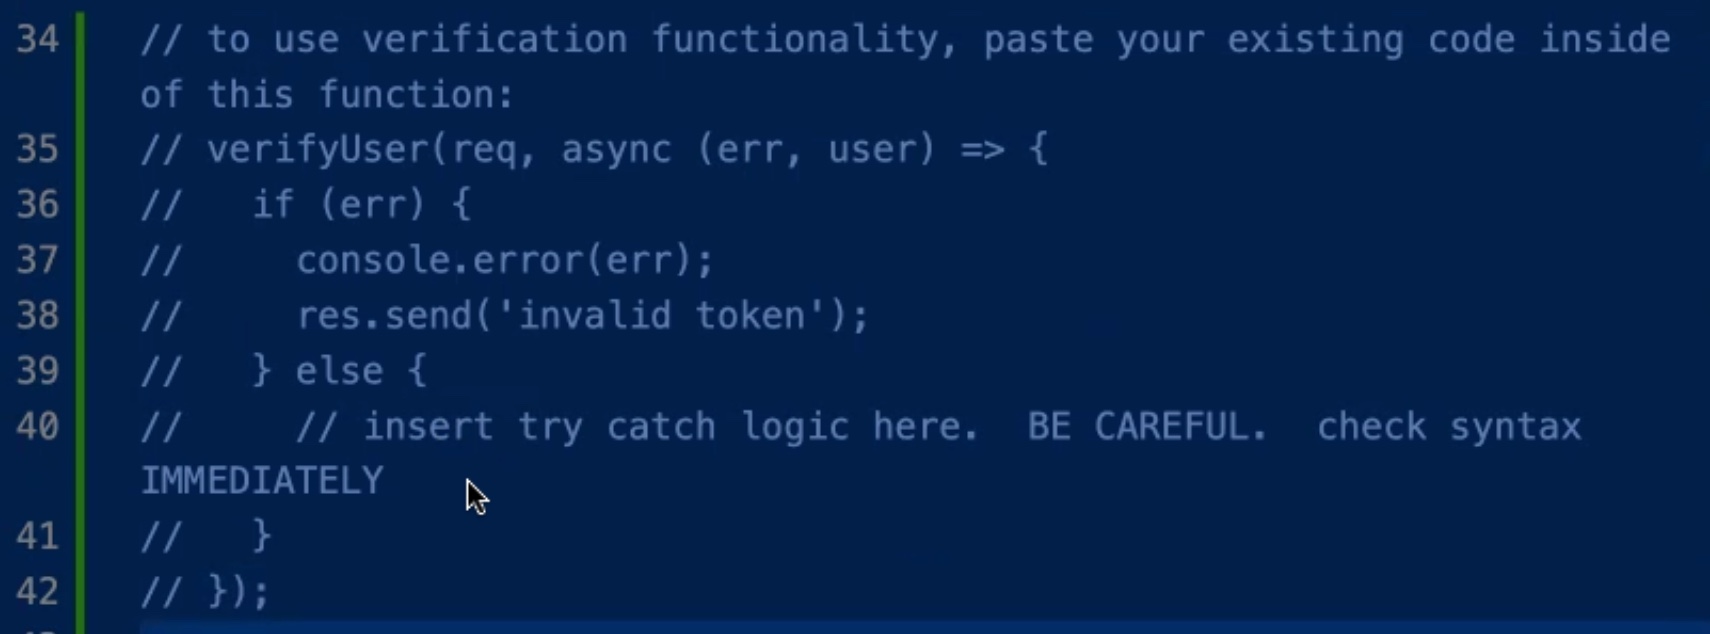 34 // to use verification functionality, paste your existing code inside
of this function:
35 // verifyUser(req, async (err, user) => {
36 //   if (err) {
37 //     console.error(err);
38 //     res.send('invalid token');
39 //   } else {
40 //     // insert try catch logic here.  BE CAREFUL.  check syntax
IMMEDIATELY
41 //   }
42 // });